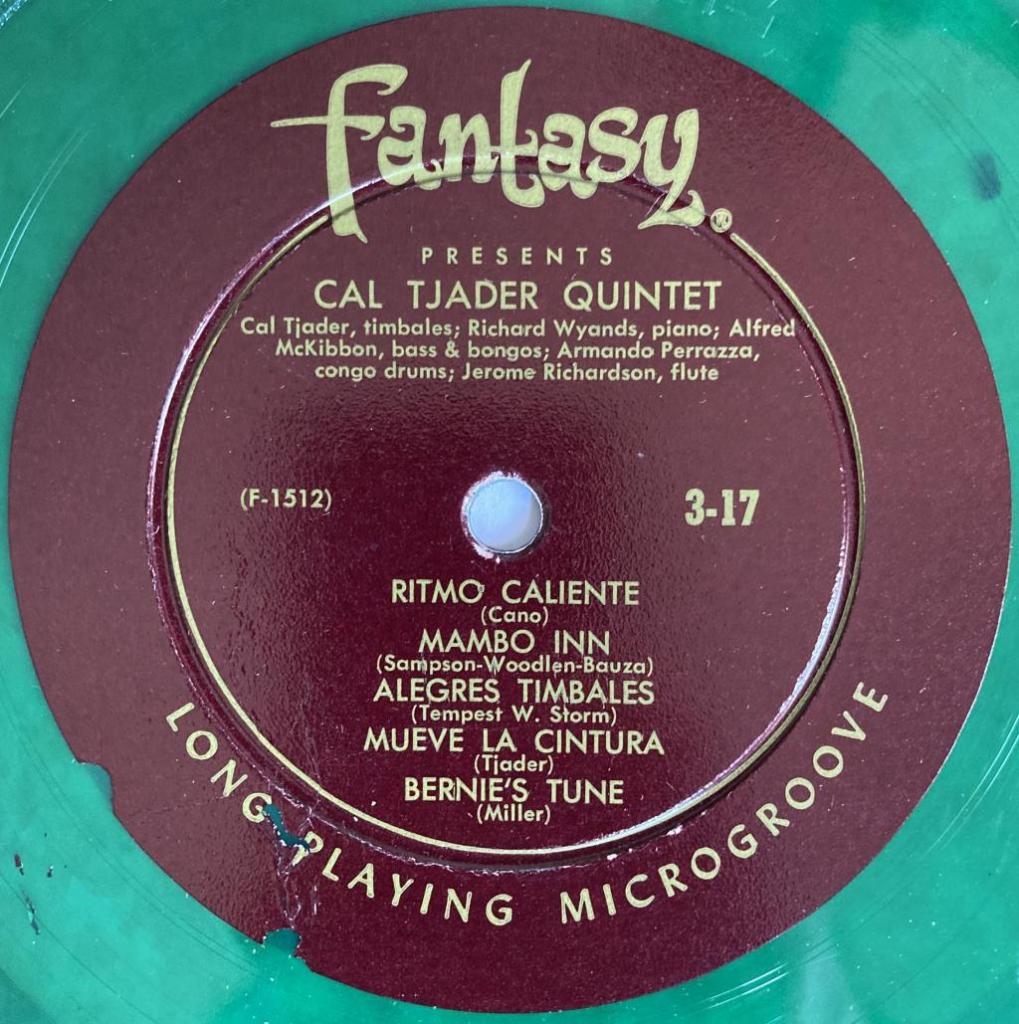 fantasy
PRESENTS
CAL TJADER QUINTET
Cal Tjader, timbales; Richard Wyands, piano; Alfred
McKibbon, bass & bongos; Armando Perrazza,
congo drums; Jerome Richardson, flute
(F-1512)
3-17
RITMO CALIENTE
(Cano)
MAMBO INN
(Sampson-Woodlen-Bauza)
ALEGRES TIMBALES
(Tempest W. Storm)
MUEVE LA CINTURA
(Tjader)
BERNIE'S TUNE
(Miller)
LONG PLAYING MICROGROOVE